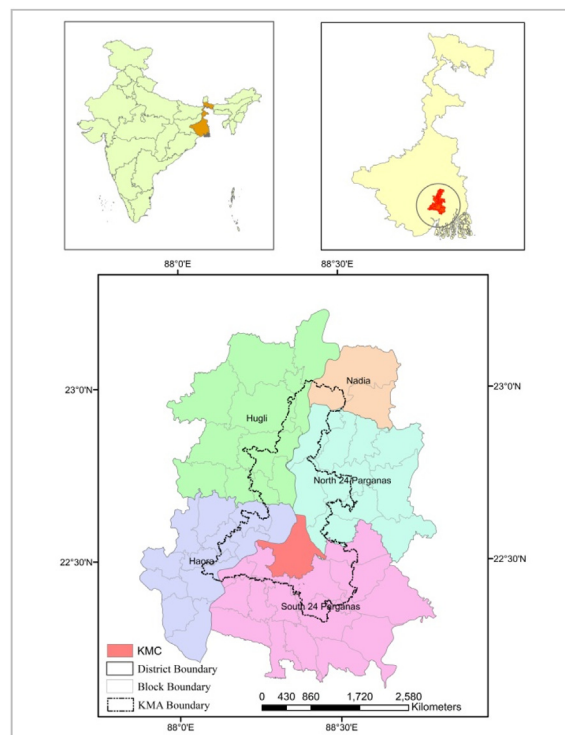 88°0'E
88°30'E
Nadia
23°0'N
23°0'N
Hugli
North 24 Parganas
22°30'N
22°30'N
Haora
South 24 Parganas
KMC
District Boundary
Block Boundary
KMA Boundary
0 430 860 1,720 2,580
Kilometers
88°0'E
88°30'E